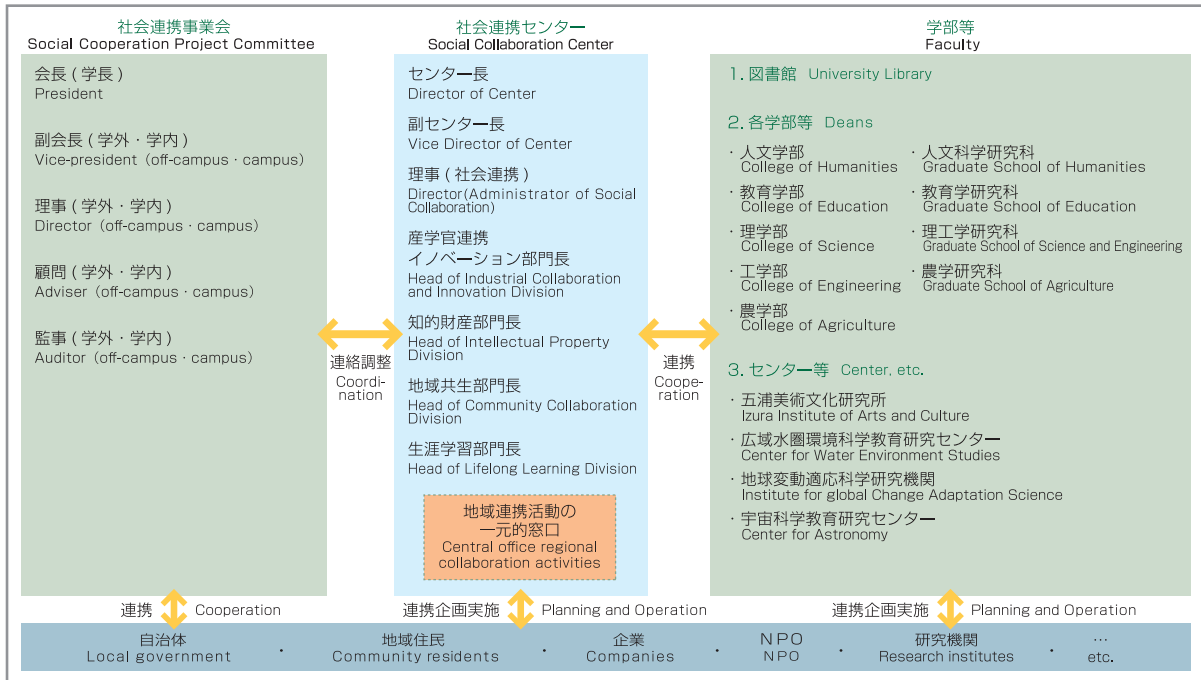 社会連携事業会
Social Cooperation Project Committee
会長 ( 学長 )
President
副会長 ( 学外・学内 )
Vice-president（off-campus・campus）
理事 ( 学外・学内 )
Director（off-campus・campus）
顧問 ( 学外・学内 )
Adviser（off-campus・campus）
監事 ( 学外・学内 )
Auditor（off-campus・campus）
連絡調整
Coordi-
nation
社会連携センター
Social Collaboration Center
センター長
Director of Center
副センター長
Vice Director of Center
理事 ( 社会連携 )
Director(Administrator of Social
Collaboration)
産学官連携
イノベーション部門長
Head of Industrial Collaboration
and Innovation Division
知的財産部門長
Head of Intellectual Property
Division
地域共生部門長
Head of Community Collaboration
Division
生涯学習部門長
Head of Lifelong Learning Division
地域連携活動の
一元的窓口
Central office regional
collaboration activities
連携
Coope-
ration
学部等
Faculty
1. 図書館 University Library
2. 各学部等 Deans
・人文学部
College of Humanities
・教育学部
College of Education
・理学部
College of Science
・工学部
College of Engineering
・農学部
College of Agriculture
・人文科学研究科
Graduate School of Humanities
・教育学研究科
Graduate School of Education
・理工学研究科
Graduate School of Science and Engineering
・農学研究科
Graduate School of Agriculture
3. センター等 Center, etc.
・五浦美術文化研究所
Izura Institute of Arts and Culture
・広域水圏環境科学教育研究センター
Center for Water Environment Studies
・地球変動適応科学研究機関
Institute for global Change Adaptation Science
・宇宙科学教育研究センター
Center for Astronomy
連携 Cooperation
連携企画実施 Planning and Operation
連携企画実施 Planning and Operation
自治体 ・ 地域住民 ・ 企業 ・ NPO ・ 研究機関 ・ …
Local government Community residents Companies NPO Research institutes etc.